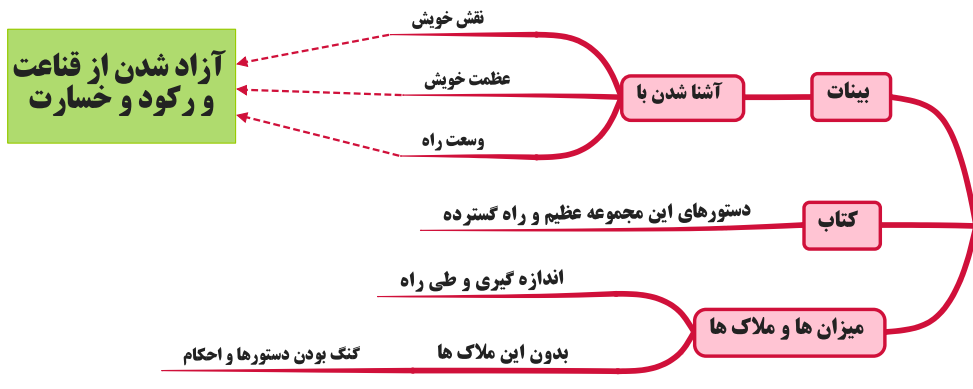 بینات
آشنا شدن با
نقش خویش
عظمت خویش
وسعت راه
آزاد شدن از قناعت
و رکود و خسارت
کتاب
دستورهای این مجموعه عظیم و راه گسترده
میزان ها و ملاک ها
اندازه گیری و طی راه
بدون این ملاک ها
گنگ بودن دستورها و احکام